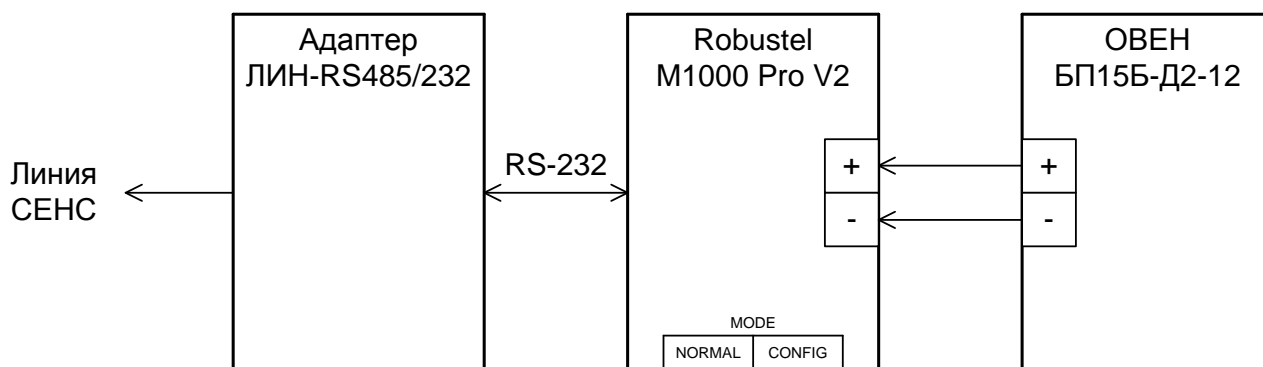 Адаптер
ЛИН-RS485/232
Robustel
M1000 Pro V2
ОВЕН
БП15Б-Д2-12
Линия
СЕНС
RS-232
+
-
+
-
MODE
NORMAL
CONFIG